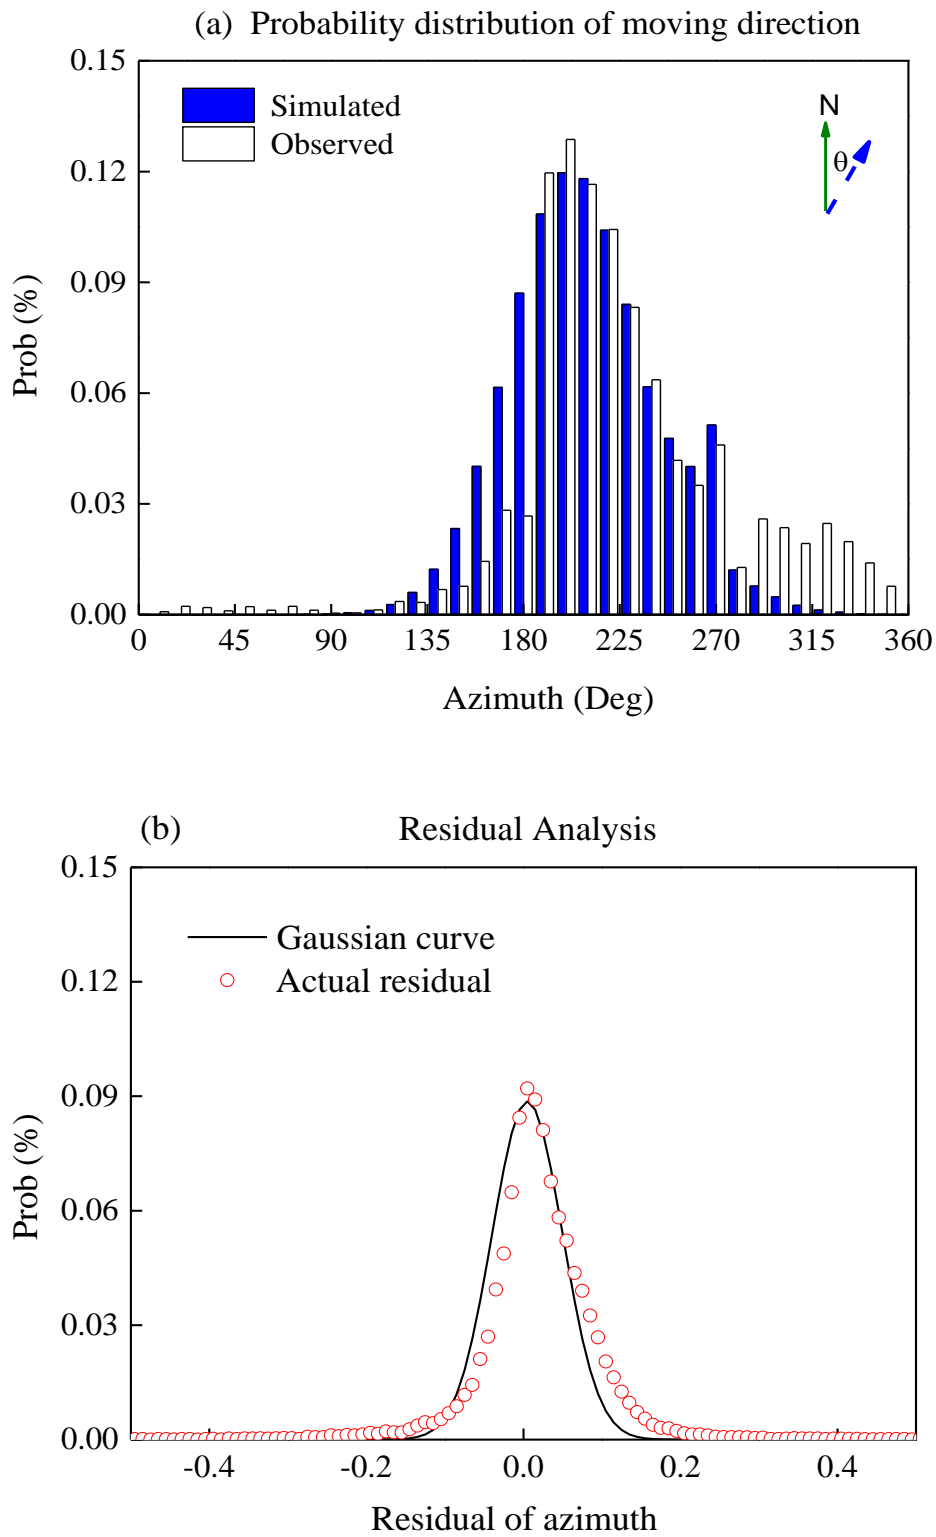 (a) Probability distribution of moving direction
0.15
Simulated
Observed
N
θ
0.12
0.09
Prob (%)
0.06
0.03
0.00
0 45 90 135 180 225 270 315 360
Azimuth (Deg)
(b) Residual Analysis
0.15
Gaussian curve
Actual residual
0.12
0.09
Prob (%)
0.06
0.03
0.00
-0.4 -0.2 0.0 0.2 0.4
Residual of azimuth